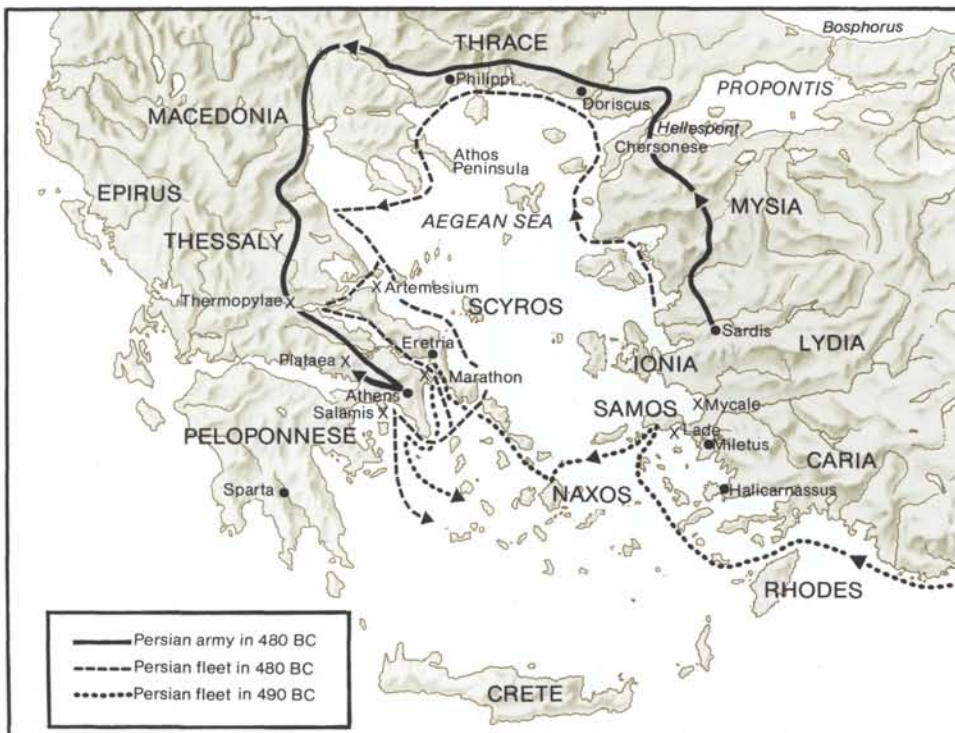 Bosphorus
THRACE
Philippi
PROPONTIS
Doriscus
MACEDONIA
Hellespont
Chersonese
Athos
Peninsula
EPIRUS
MYSIA
AEGEAN SEA
THESSALY
Artemesium
Thermopylae
SCYROS
Sardis
Eretria
LYDIA
IONIA
Plataea
Marathon
Athens
Mycale
SAMOS
Salamis
Lade
PELOPONNESE
Miletus
CARIA
Sparta
NAXOS
Halicarnassus
RHODES
Persian army in 480 BC
Persian fleet in 480 BC
Persian fleet in 490 BC
CRETE